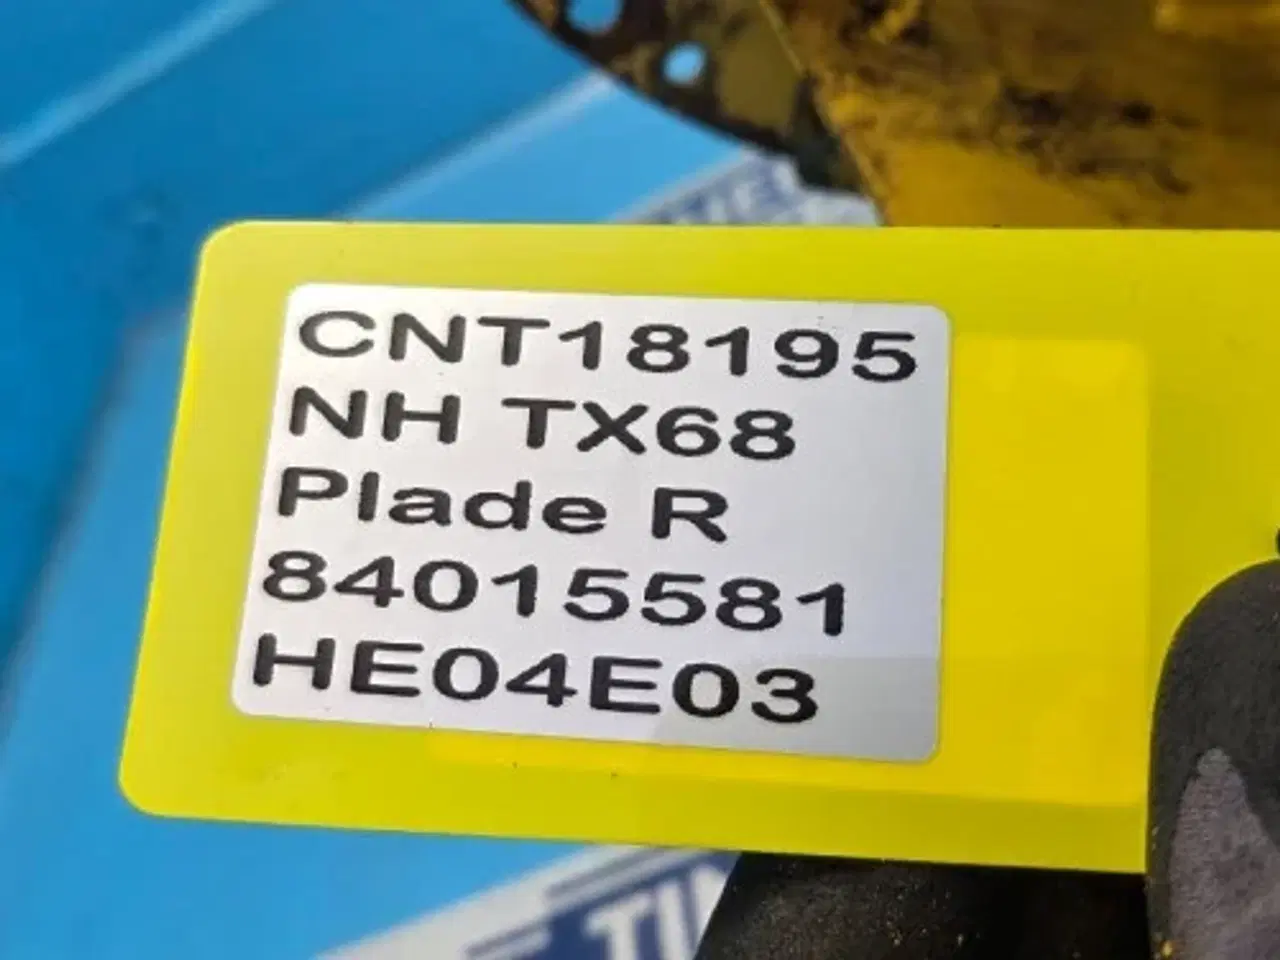 CNT18195
NH TX68
Plade R
84015581
HE04E03